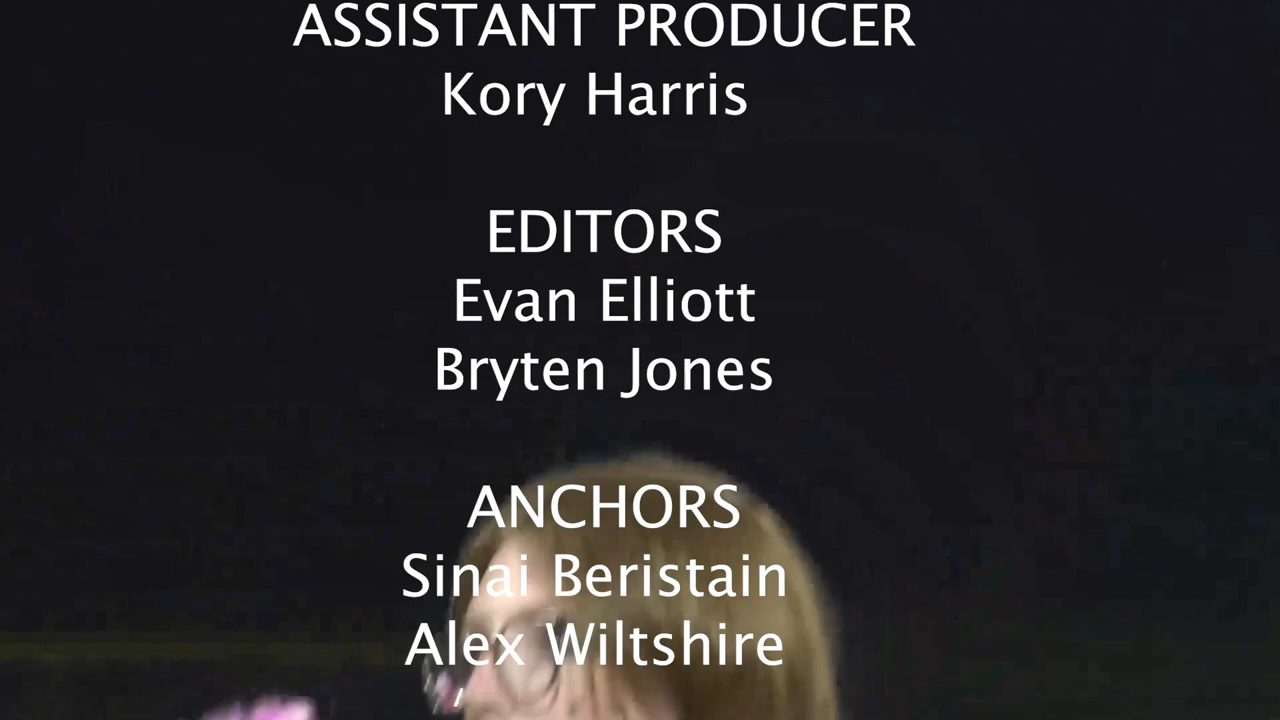 ASSISTANT PRODUCER
Kory Harris
EDITORS
Evan Elliott
Bryten Jones
ANCHORS
Sinai Beristain
Alex Wiltshire